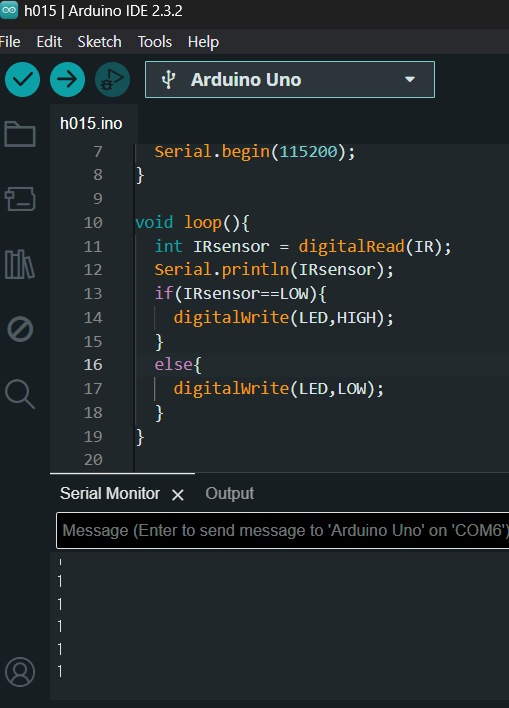 h015 | Arduino IDE 2.3.2
File Edit Sketch Tools Help
Arduino Uno
h015.ino
7 Serial.begin(115200);
8 }
9
10 void loop(){
11 int IRsensor = digitalRead(IR);
12 Serial.println(IRsensor);
13 if(IRsensor==LOW){
14 digitalWrite(LED,HIGH);
15 }
16 else{
17 digitalWrite(LED,LOW);
18 }
19 }
20
Serial Monitor Output
Message (Enter to send message to 'Arduino Uno' on 'COM6')
1
1
1
1
1